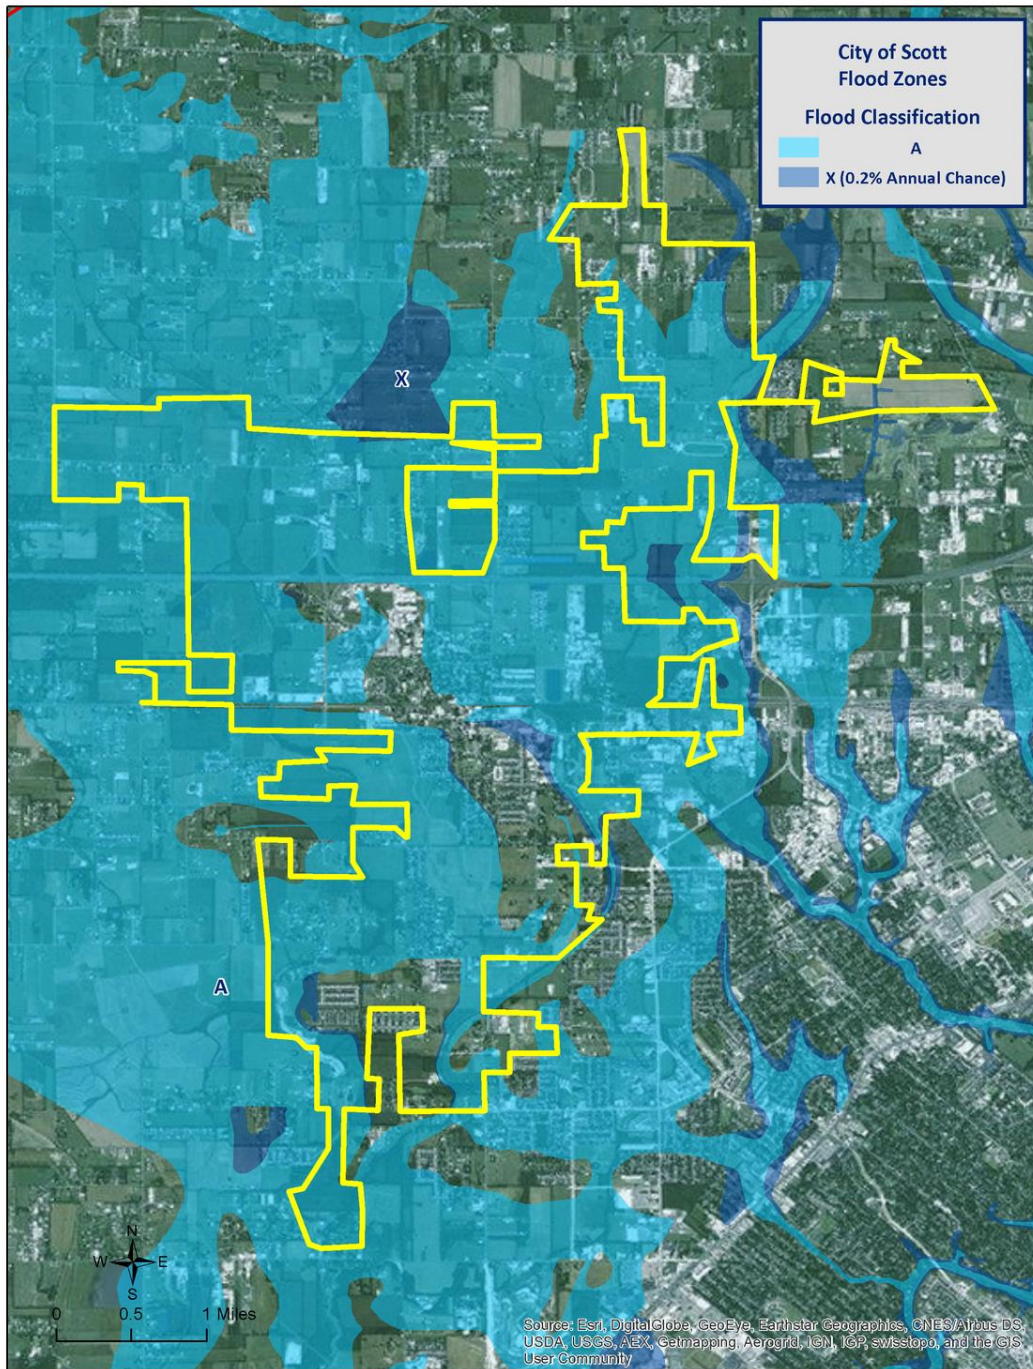 City of Scott
Flood Zones
Flood Classification
A
X (0.2% Annual Chance)
X
A
N
W E
S
0 0.5 1 Miles
Source: Esri, DigitalGlobe, GeoEye, Earthstar Geographics, CNES/Airbus DS,
USDA, USGS, AEX, Getmapping, Aerogrid, IGN, IGP, swisstopo, and the GIS
User Community